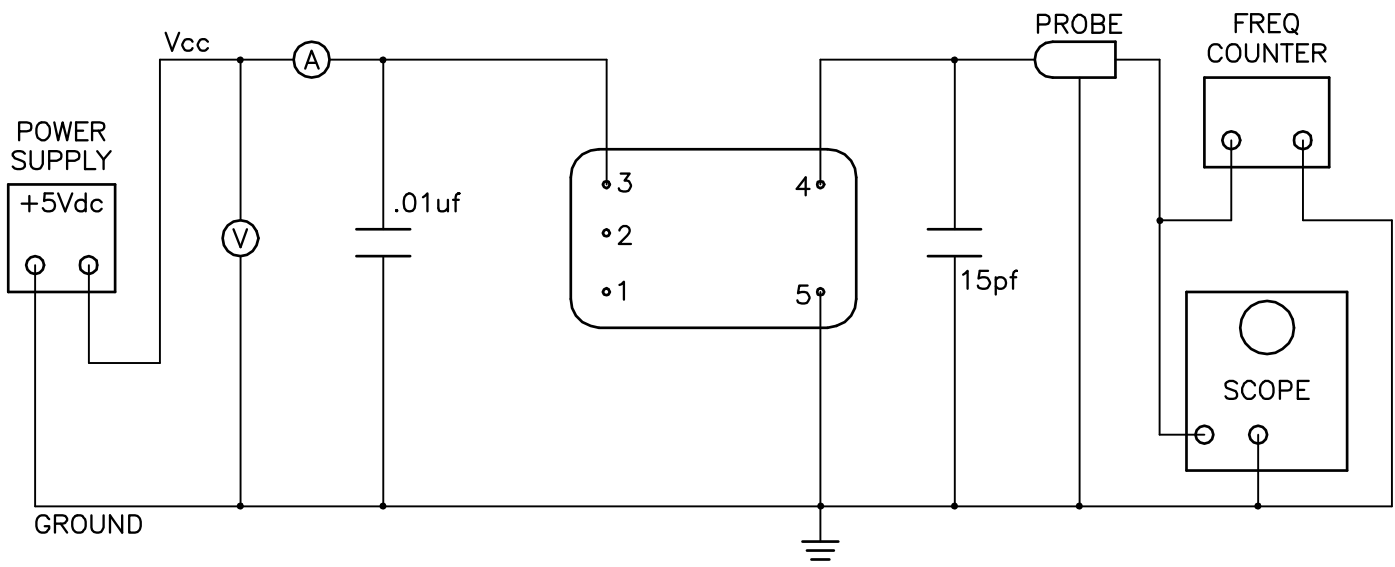 Vcc
A
PROBE
FREQ
COUNTER
POWER
SUPPLY
+5Vdc
V
.01uf
3
2
1
4
5
15pf
SCOPE
GROUND